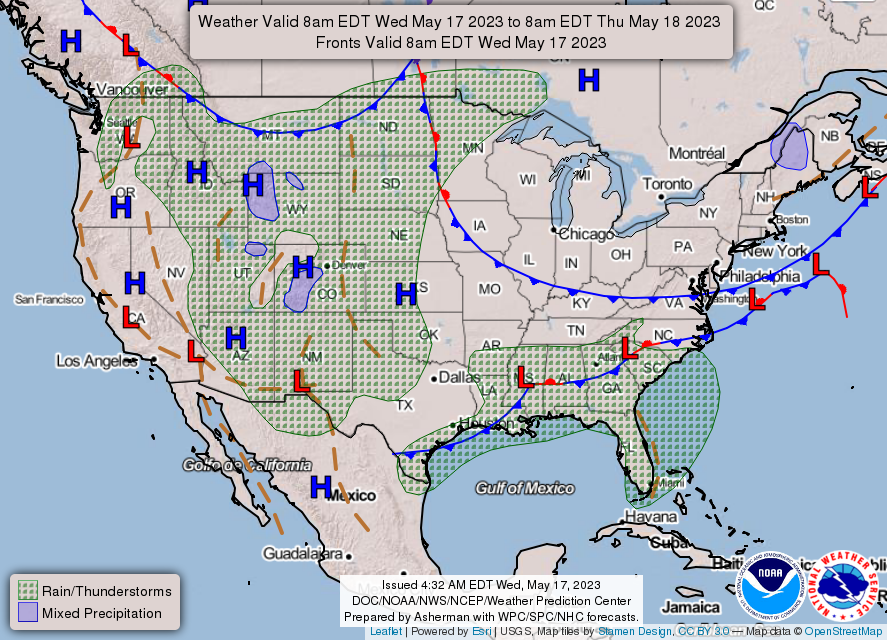 QC
Weather Valid 8am EDT Wed May 17 2023 to 8am EDT Thu May 18 2023
Fronts Valid 8am EDT Wed May 17 2023
H
L
H
H
Vancouver
Seattle
WA
L
MT
ND
MN
Montréal
NB
H
ID
H
WY
SD
WI
MI
Toronto
NH
L
OR
H
NE
IA
Chicago
NY
Boston
NV
UT
H
Denver
CO
H
KS
IL
IN
OH
PA
New York
Philadelphia
L
San Francisco
H
CA
L
MO
KY
VA
Washington
L
Los Angeles
L
H
AZ
NM
OK
AR
TN
NC
L
Atlanta
SC
L
Dallas
L
MS
AL
GA
LA
TX
Houston
FL
Golfo de California
H
Mexico
Gulf of Mexico
Miami
Havana
Cuba
Guadalajara
Jamaica
Rain/Thunderstorms
Mixed Precipitation
Issued 4:32 AM EDT Wed, May 17, 2023
DOC/NOAA/NWS/NCEP/Weather Prediction Center
Prepared by Asherman with WPC/SPC/NHC forecasts.
NOAA
NATIONAL WEATHER SERVICE
Leaflet | Powered by Esri | USGS, Map tiles by Stamen Design, CC BY 3.0 — Map data © OpenStreetMap